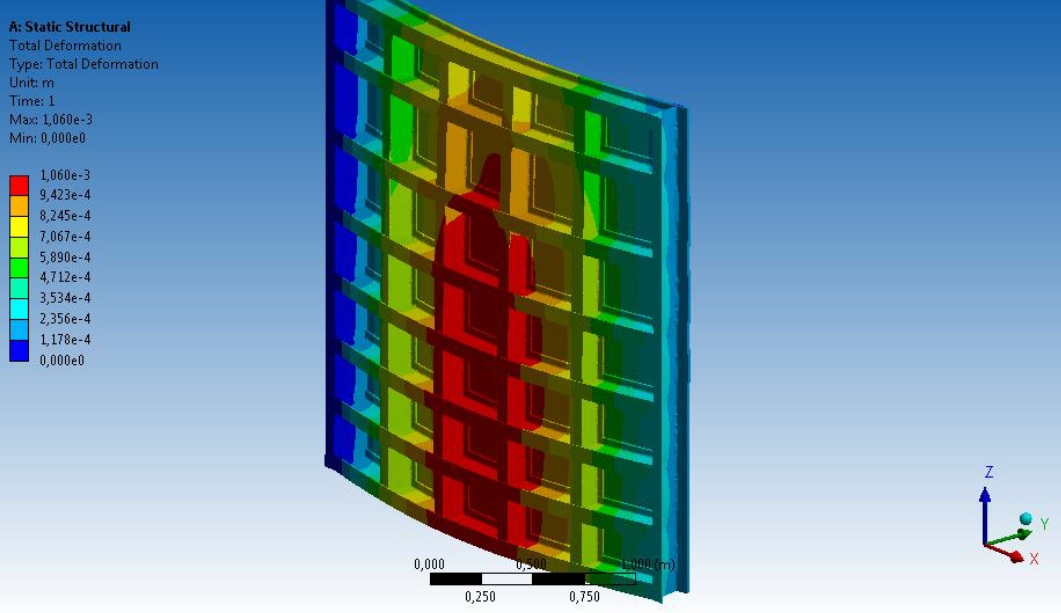 A: Static Structural
Total Deformation
Type: Total Deformation
Unit: m
Time: 1
Max: 1,060e-3
Min: 0,000e0
1,060e-3
9,423e-4
8,245e-4
7,067e-4
5,890e-4
4,712e-4
3,534e-4
2,356e-4
1,178e-4
0,000e0
Z
Y
X
0,000 0,500 1,000 (m)
0,250 0,750